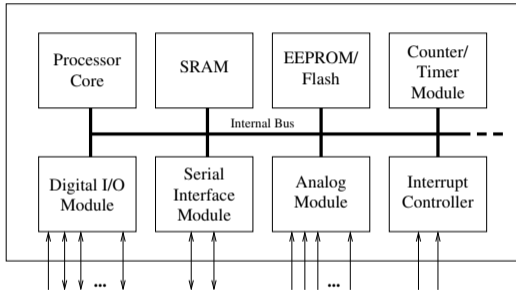 Processor
Core
SRAM
EEPROM/
Flash
Counter/
Timer
Module
Internal Bus
Digital I/O
Module
Serial
Interface
Module
Analog
Module
Interrupt
Controller
...
...